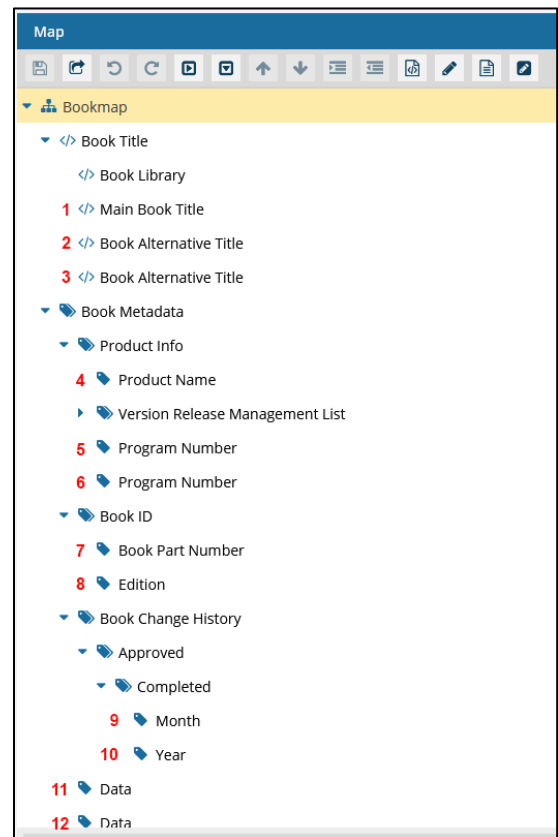 Map
Bookmap
Book Title
Book Library
1 Main Book Title
2 Book Alternative Title
3 Book Alternative Title
Book Metadata
Product Info
4 Product Name
Version Release Management List
5 Program Number
6 Program Number
Book ID
7 Book Part Number
8 Edition
Book Change History
Approved
Completed
9 Month
10 Year
11 Data
12 Data